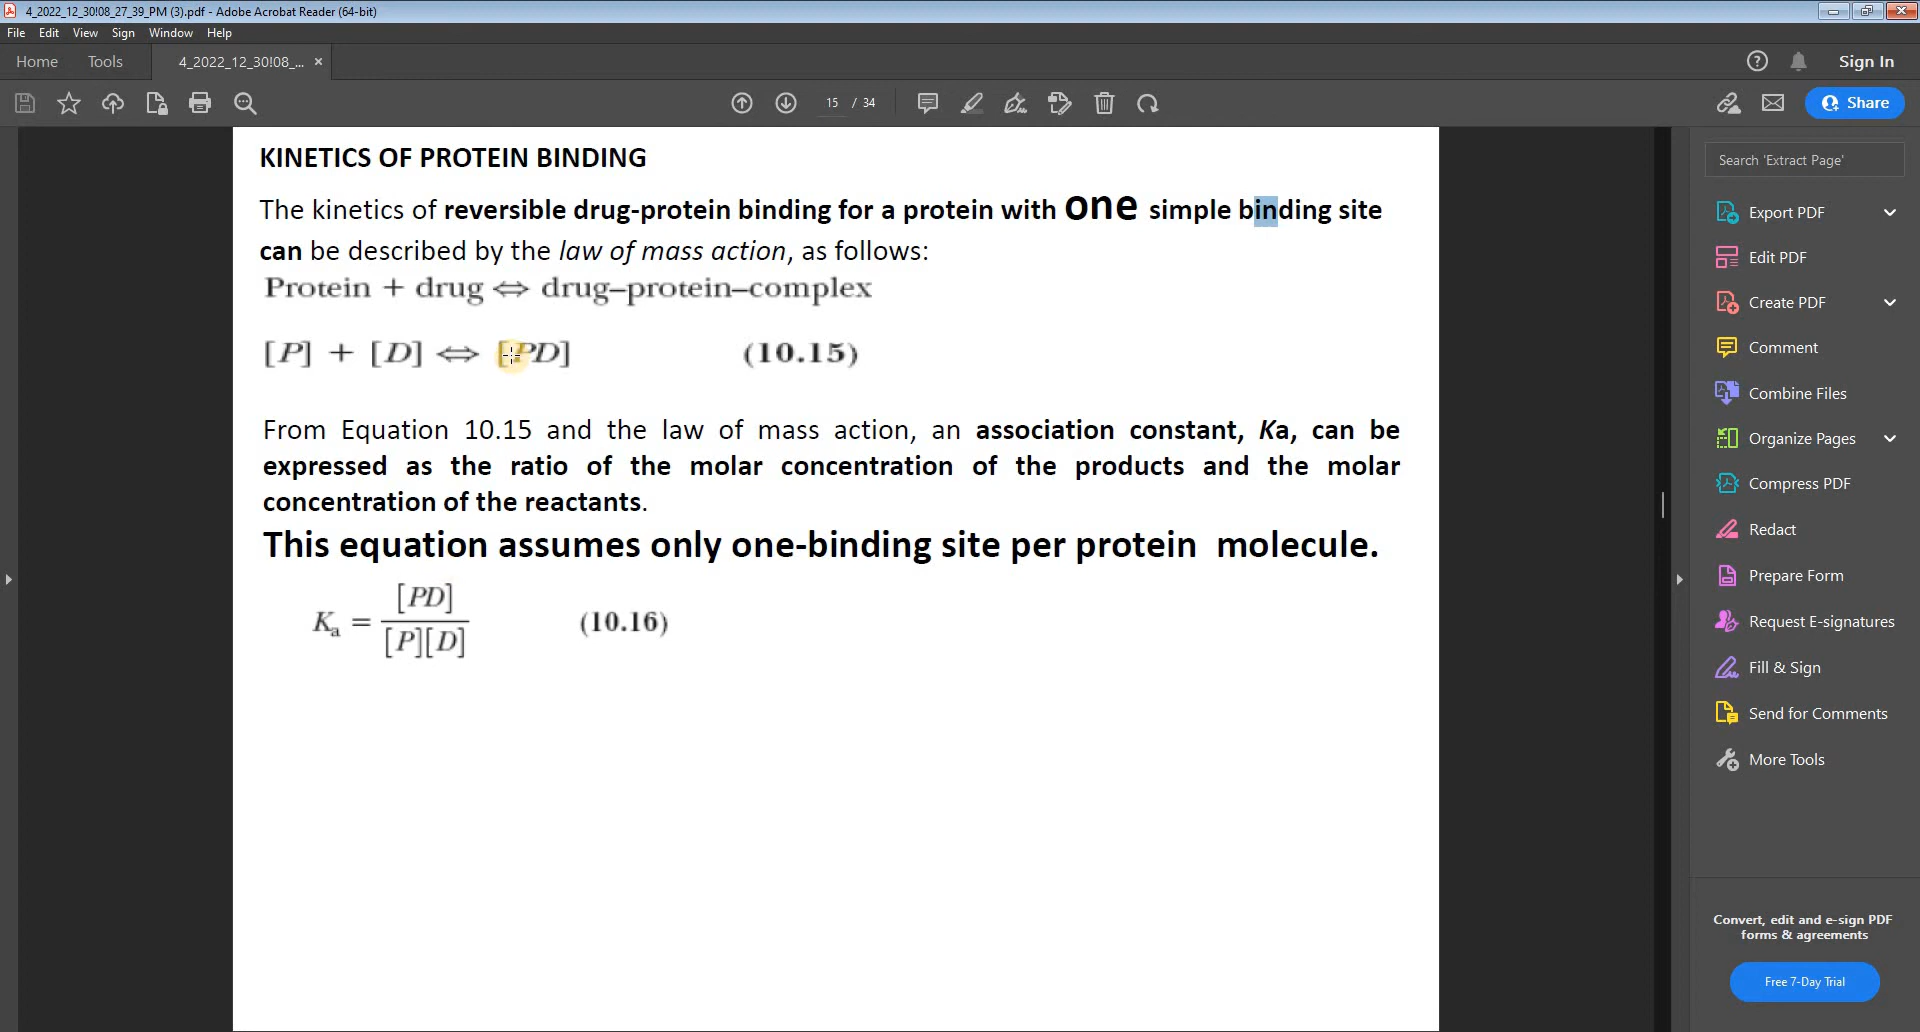 4_2022_12_30!08_27_39_PM (3).pdf - Adobe Acrobat Reader (64-bit)
File Edit View Sign Window Help
Home Tools 4_2022_12_30!08_... × Sign In
15 / 34 Share
KINETICS OF PROTEIN BINDING
The kinetics of reversible drug-protein binding for a protein with one simple binding site
can be described by the law of mass action, as follows:
Protein + drug ⇔ drug–protein–complex
[P] + [D] ⇔ [PD] (10.15)
From Equation 10.15 and the law of mass action, an association constant, Ka, can be
expressed as the ratio of the molar concentration of the products and the molar
concentration of the reactants.
This equation assumes only one-binding site per protein molecule.
Ka = [PD] / [P][D] (10.16)
Search 'Extract Page'
Export PDF
Edit PDF
Create PDF
Comment
Combine Files
Organize Pages
Compress PDF
Redact
Prepare Form
Request E-signatures
Fill & Sign
Send for Comments
More Tools
Convert, edit and e-sign PDF
forms & agreements
Free 7-Day Trial